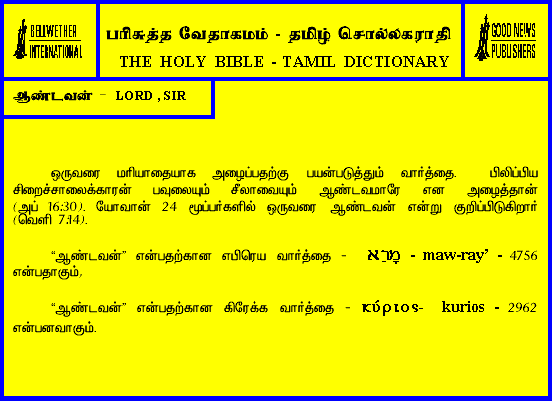 BELLWETHER
INTERNATIONAL
பரிசுத்த வேதாகமம் - தமிழ் சொல்லகராதி
THE HOLY BIBLE - TAMIL DICTIONARY
GOOD NEWS
PUBLISHERS
ஆண்டவன் - LORD , SIR
ஒருவரை மரியாதையாக அழைப்பதற்கு பயன்படுத்தும் வார்த்தை. பிலிப்பிய
சிறைச்சாலைக்காரன் பவுலையும் சீலாவையும் ஆண்டவமாரே என அழைத்தான்
(அப் 16:30). யோவான் 24 மூப்பர்களில் ஒருவரை ஆண்டவன் என்று குறிப்பிடுகிறார்
(வெளி 7:14).
“ஆண்டவன்” என்பதற்கான எபிரெய வார்த்தை - מָרֵא - maw-ray’ - 4756
என்பதாகும்,
“ஆண்டவன்” என்பதற்கான கிரேக்க வார்த்தை - κύριος- kurios - 2962
என்பனவாகும்.